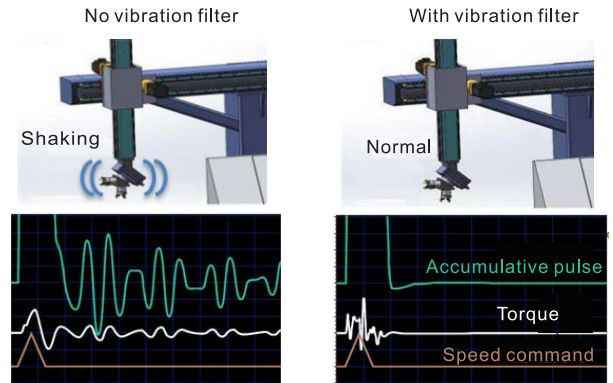 No vibration filter
With vibration filter
Shaking
Normal
Accumulative pulse
Torque
Speed command